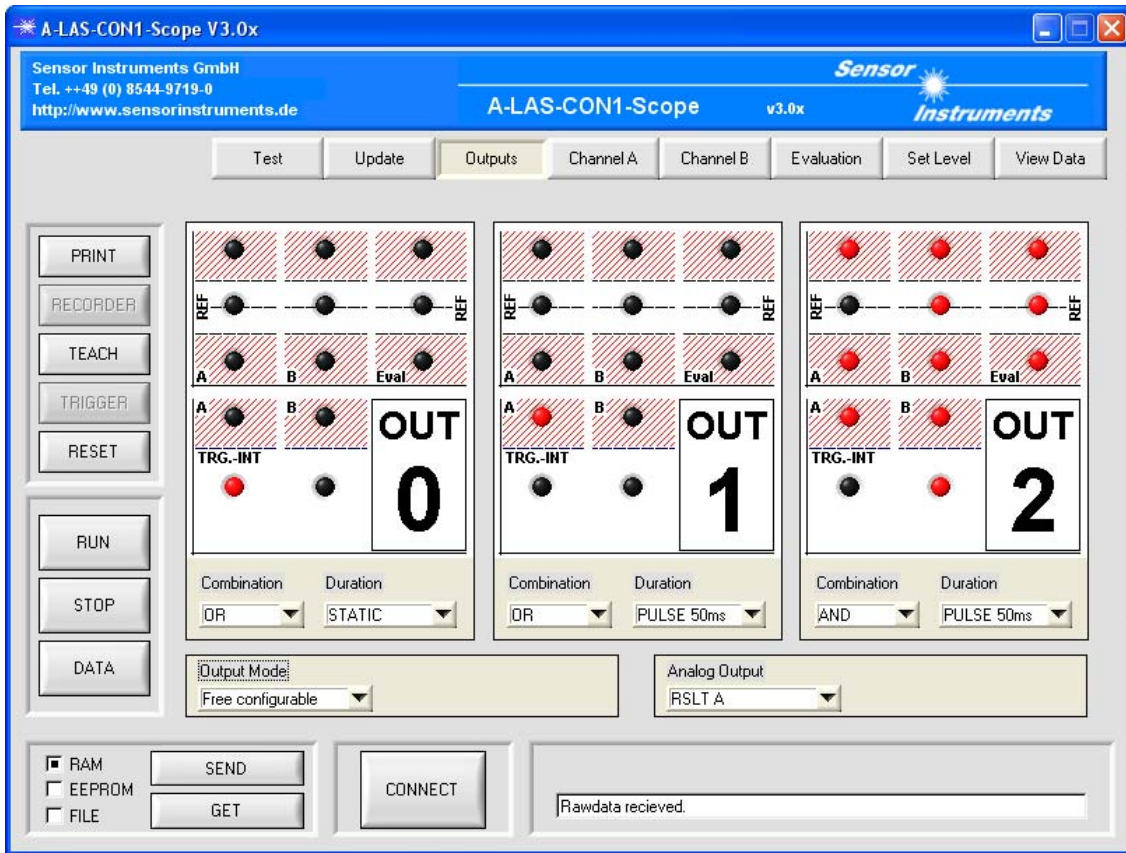 A-LAS-CON1-Scope V3.0x
Sensor Instruments GmbH
Tel. ++49 (0) 8544-9719-0
http://www.sensorinstruments.de
A-LAS-CON1-Scope v3.0x
Sensor
Instruments
Test Update Outputs Channel A Channel B Evaluation Set Level View Data
PRINT
RECORDER
TEACH
TRIGGER
RESET
RUN
STOP
DATA
REF REF
A B Eval
A B
TRG.-INT
OUT
0
Combination Duration
OR STATIC
REF REF
A B Eval
A B
TRG.-INT
OUT
1
Combination Duration
OR PULSE 50ms
REF REF
A B Eval
A B
TRG.-INT
OUT
2
Combination Duration
AND PULSE 50ms
Output Mode
Free configurable
Analog Output
RSLT A
RAM
EEPROM
FILE
SEND
GET
CONNECT
Rawdata recieved.